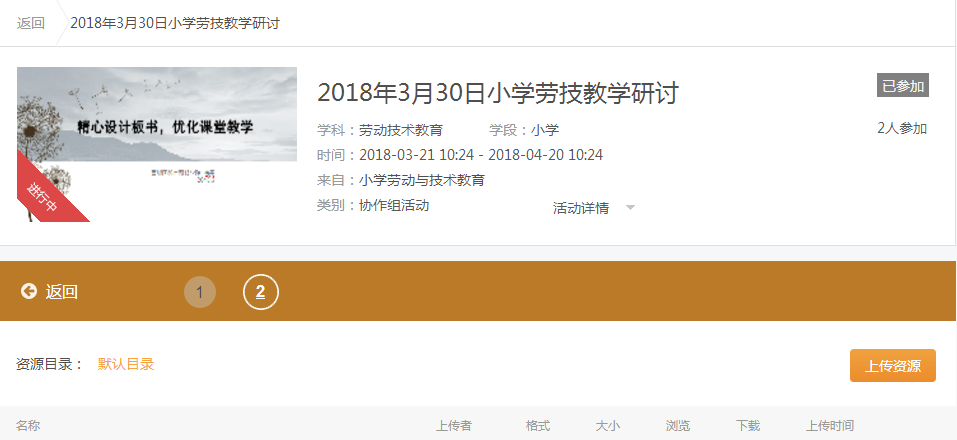 返回 2018年3月30日小学劳技教学研讨
精心设计板书，优化课堂教学
进行中
2018年3月30日小学劳技教学研讨
已参加
学科：劳动技术教育 学段：小学
2人参加
时间：2018-03-21 10:24 - 2018-04-20 10:24
来自：小学劳动与技术教育
类别：协作组活动 活动详情
返回 1 2
资源目录： 默认目录 上传资源
名称 上传者 格式 大小 浏览 下载 上传时间